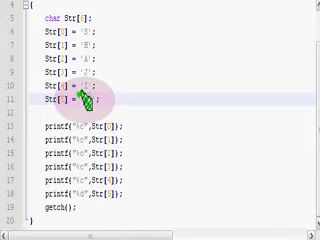 4 {
5 char Str[6];
6 Str[0] = 'S';
7 Str[1] = 'H';
8 Str[2] = 'A';
9 Str[3] = 'J';
10 Str[4] = 'I';
11 Str[5] = ;
12
13 printf("%c",Str[0]);
14 printf("%c",Str[1]);
15 printf("%c",Str[2]);
16 printf("%c",Str[3]);
17 printf("%c",Str[4]);
18 printf("%d",Str[5]);
19 getch();
20 }